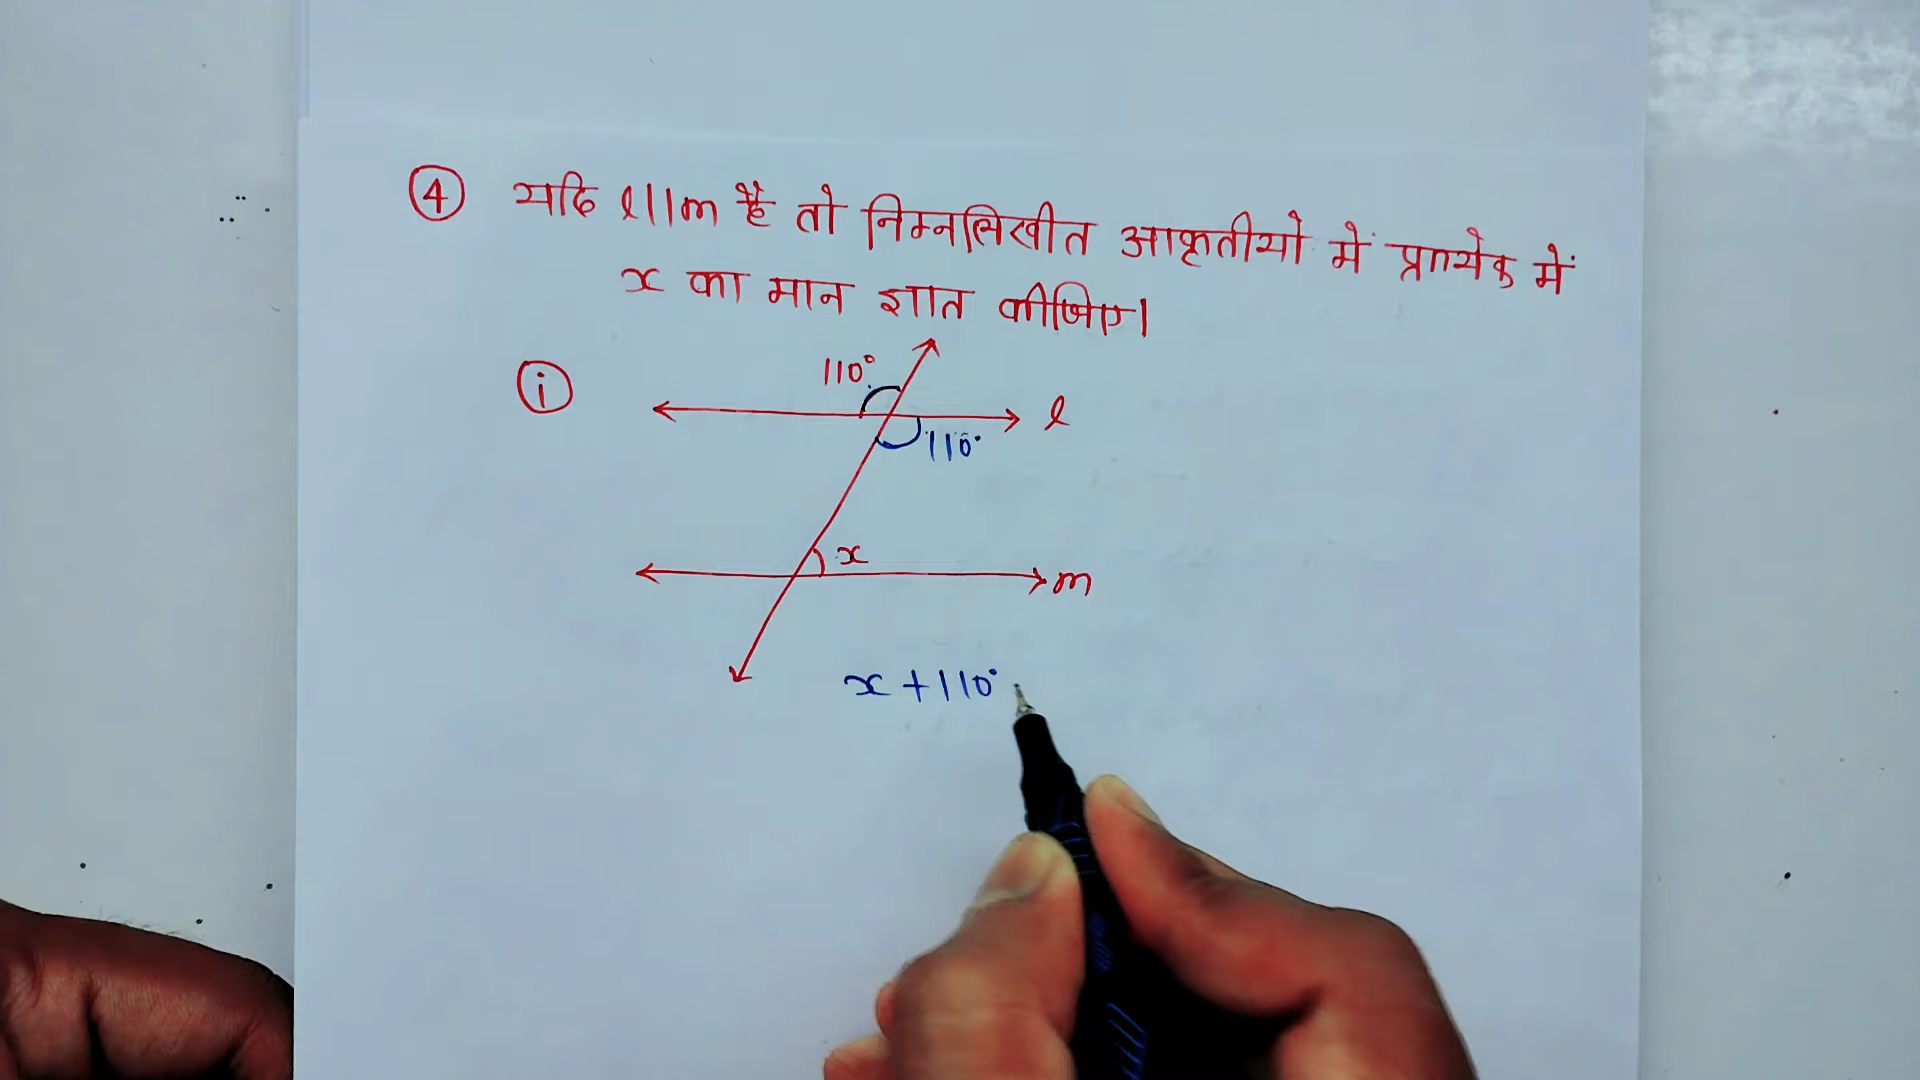 ④ यदि l||m है तो निम्नलिखीत आकृतीयो में प्रत्येक में
x का मान ज्ञात कीजिए।
ⓘ
110°
l
110°
x
m
x + 110°